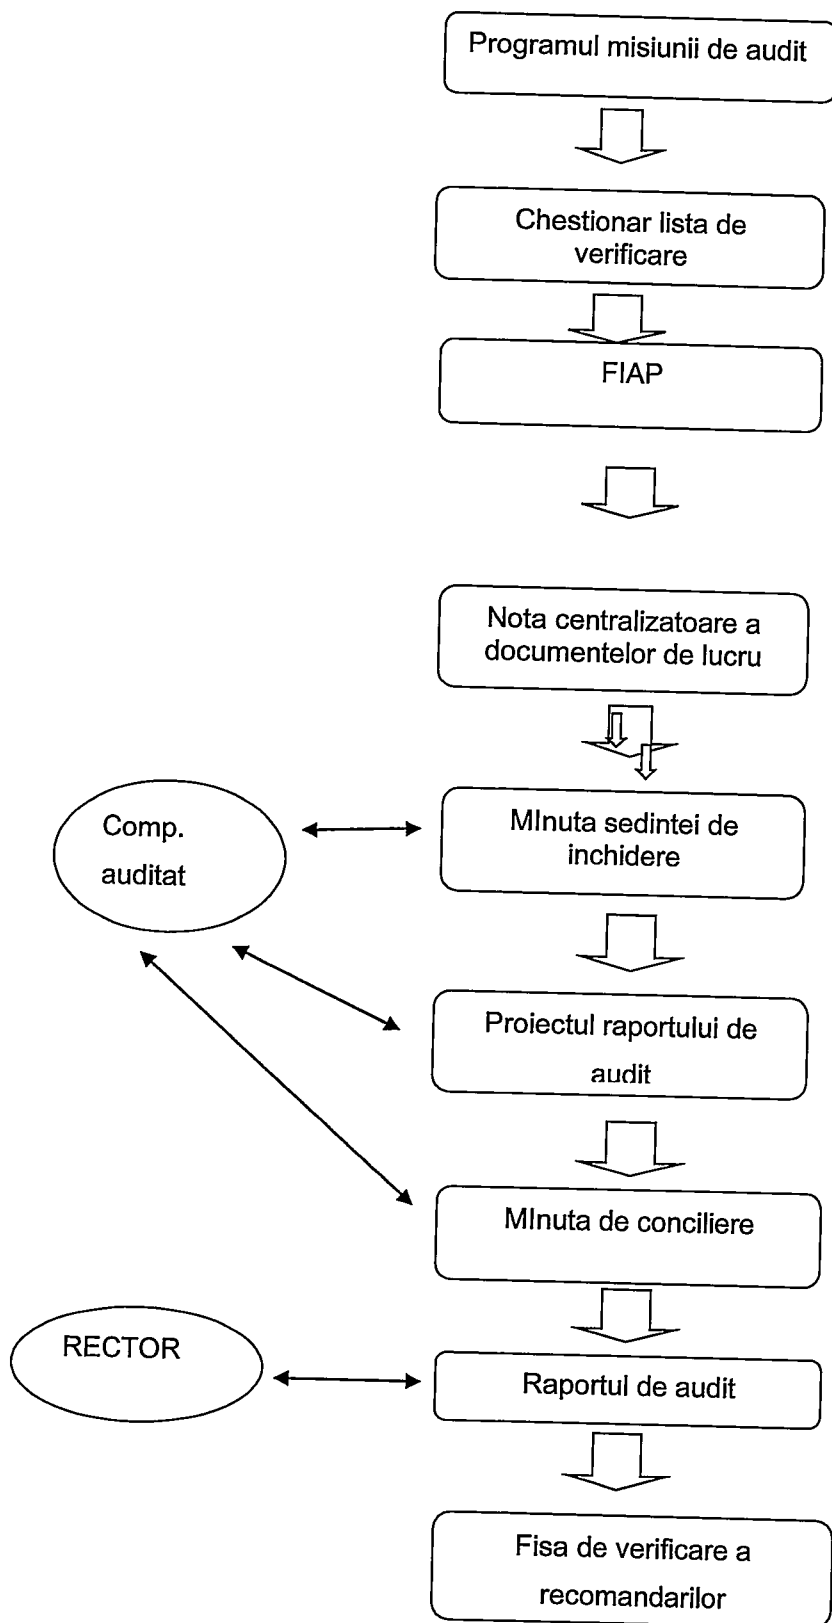 Programul misiunii de audit
Chestionar lista de
verificare
FIAP
Nota centralizatoare a
documentelor de lucru
Comp.
auditat
MInuta sedintei de
inchidere
Proiectul raportului de
audit
MInuta de conciliere
RECTOR
Raportul de audit
Fisa de verificare a
recomandarilor